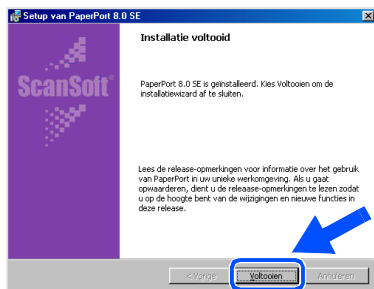 Setup van PaperPort 8.0 SE
Installatie voltooid
ScanSoft®
PaperPort 8.0 SE is geïnstalleerd. Kies Voltooien om de
installatiewizard af te sluiten.
Lees de release-opmerkingen voor informatie over het gebruik
van PaperPort in uw unieke werkomgeving. Als u gaat
opwaarderen, dient u de releaase-opmerkingen te lezen zodat
u op de hoogte bent van de wijzigingen en nieuwe functies in
deze release.
< Vorige Voltooien Annuleren